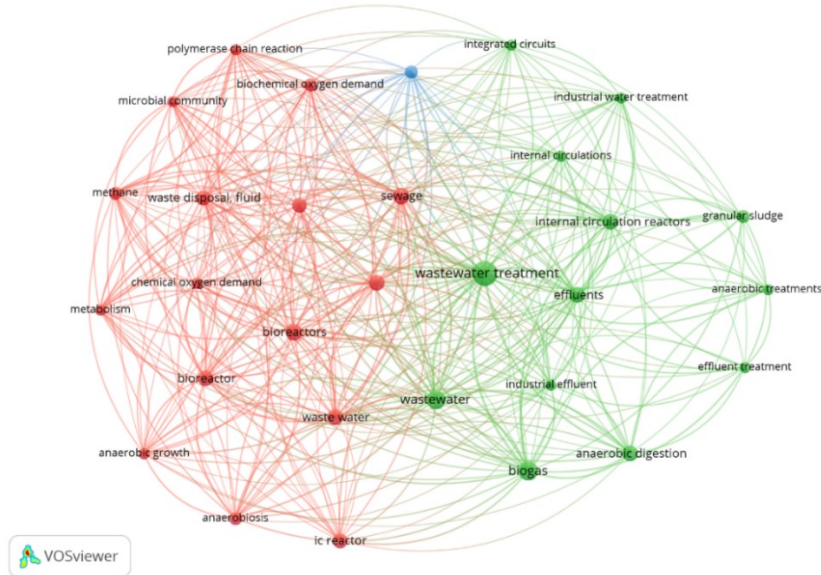 integrated circuits
polymerase chain reaction
biochemical oxygen demand
microbial community
industrial water treatment
internal circulations
methane
waste disposal, fluid
sewage
internal circulation reactors
granular sludge
wastewater treatment
chemical oxygen demand
effluents
anaerobic treatments
metabolism
bioreactors
effluent treatment
bioreactor
industrial effluent
wastewater
waste water
anaerobic growth
anaerobic digestion
biogas
anaerobiosis
ic reactor
VOSviewer